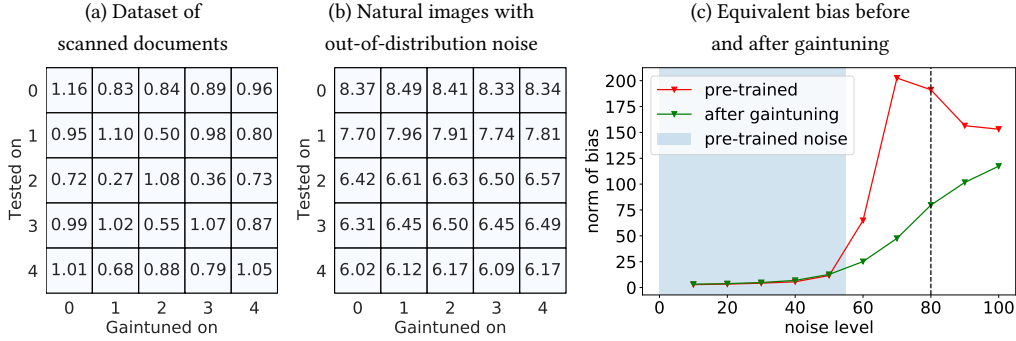 (a) Dataset of
scanned documents
(b) Natural images with
out-of-distribution noise
(c) Equivalent bias before
and after gaintuning
Tested on
0 1.16 0.83 0.84 0.89 0.96
1 0.95 1.10 0.50 0.98 0.80
2 0.72 0.27 1.08 0.36 0.73
3 0.99 1.02 0.55 1.07 0.87
4 1.01 0.68 0.88 0.79 1.05
0 1 2 3 4
Gaintuned on
Tested on
0 8.37 8.49 8.41 8.33 8.34
1 7.70 7.96 7.91 7.74 7.81
2 6.42 6.61 6.63 6.50 6.57
3 6.31 6.45 6.50 6.45 6.49
4 6.02 6.12 6.17 6.09 6.17
0 1 2 3 4
Gaintuned on
norm of bias
200
175
150
125
100
75
50
25
0
pre-trained
after gaintuning
pre-trained noise
0 20 40 60 80 100
noise level